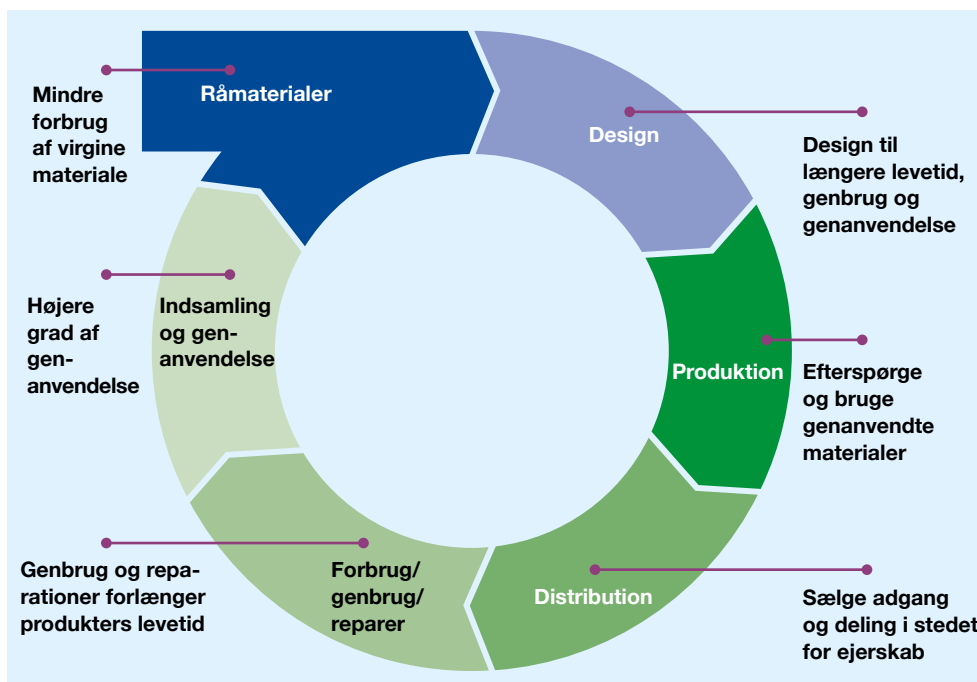 Råmaterialer
Mindre
forbrug
af virgine
materiale
Design
Design til
længere levetid,
genbrug og
genanvendelse
Produktion
Efterspørge
og bruge
genanvendte
materialer
Distribution
Sælge adgang
og deling i stedet
for ejerskab
Forbrug/
genbrug/
reparer
Genbrug og repa-
rationer forlænger
produkters levetid
Indsamling
og gen-
anvendelse
Højere
grad af
gen-
anvendelse